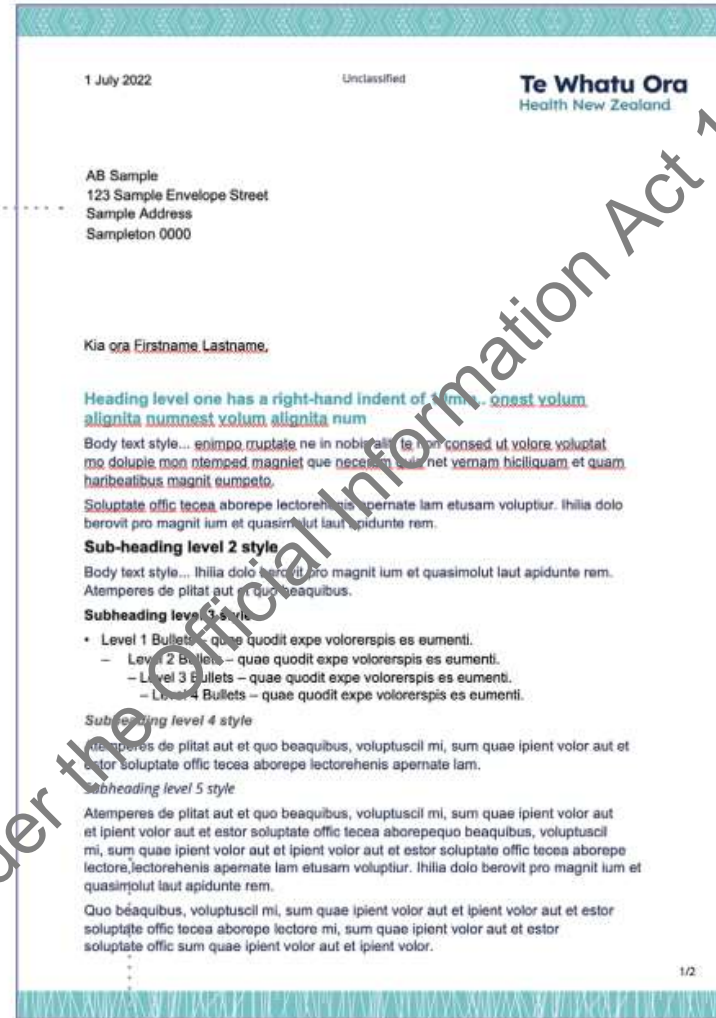 1 July 2022
Unclassified
Te Whatu Ora
Health New Zealand
AB Sample
123 Sample Envelope Street
Sample Address
Sampleton 0000
Kia ora Firstname Lastname,
Heading level one has a right-hand indent of onest volum
alignita numnest volum alignita num
Body text style... enimpo rruptate ne in te non consed ut volore voluptat
mo dolupie mon ntemped magniet que net vernam hiciliquam et quam
haribeatibus magnit eumpeto.
Soluptate offic tecea aborepe lectorehenis apernate lam etusam voluptiur. Ihilia dolo
berovit pro magnit ium et quasimolut laut apidunte rem.
Sub-heading level 2 style
Body text style... Ihilia dolo berovit pro magnit ium et quasimolut laut apidunte rem.
Atemperes de plitat aut et quo beaquibus.
Subheading level 3 style
• Level 1 Bullets – quae quodit expe volorerspis es eumenti.
– Level 2 Bullets – quae quodit expe volorerspis es eumenti.
– Level 3 Bullets – quae quodit expe volorerspis es eumenti.
– Level 4 Bullets – quae quodit expe volorerspis es eumenti.
Subheading level 4 style
Atemperes de plitat aut et quo beaquibus, voluptuscil mi, sum quae ipient volor aut et
estor soluptate offic tecea aborepe lectorehenis apernate lam.
Subheading level 5 style
Atemperes de plitat aut et quo beaquibus, voluptuscil mi, sum quae ipient volor aut
et ipient volor aut et estor soluptate offic tecea aborepequo beaquibus, voluptuscil
mi, sum quae ipient volor aut et ipient volor aut et estor soluptate offic tecea aborepe
lectore,lectorehenis apernate lam etusam voluptiur. Ihilia dolo berovit pro magnit ium et
quasimolut laut apidunte rem.
Quo beaquibus, voluptuscil mi, sum quae ipient volor aut et ipient volor aut et estor
soluptate offic tecea aborepe lectore mi, sum quae ipient volor aut et estor
soluptate offic sum quae ipient volor aut et ipient volor.
1/2
der the Official Information Act 1